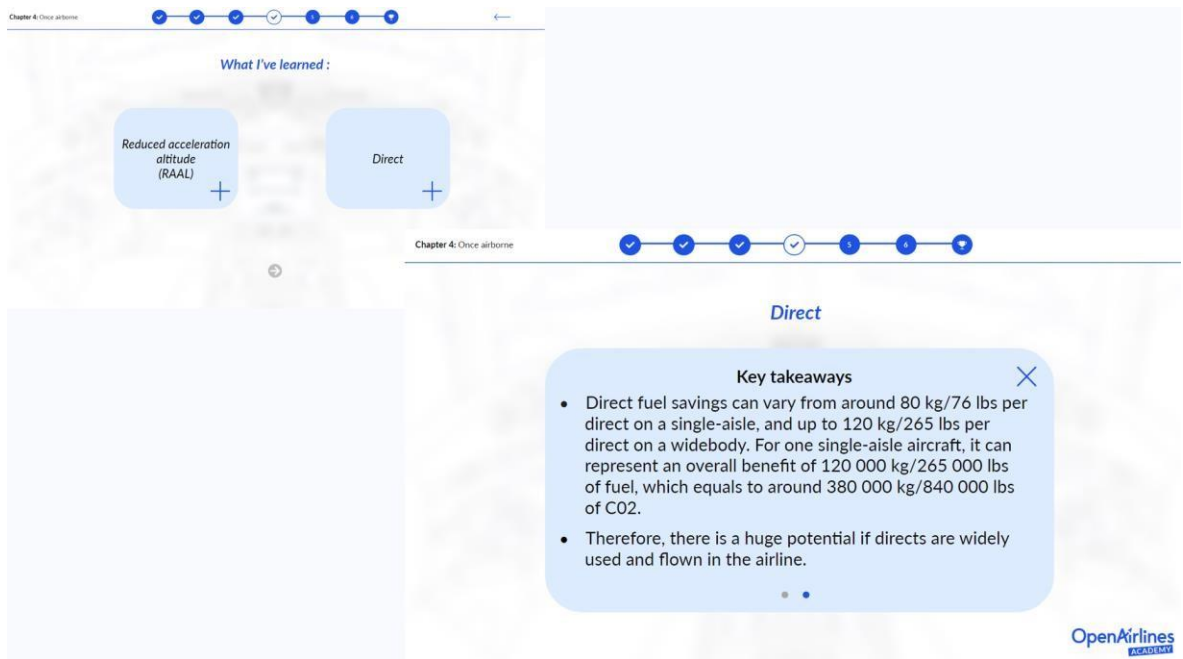 Chapter 4: Once airborne
What I've learned :
Reduced acceleration
altitude
(RAAL)
Direct
5
6
Chapter 4: Once airborne
5
6
Direct
Key takeaways
• Direct fuel savings can vary from around 80 kg/76 lbs per
direct on a single-aisle, and up to 120 kg/265 lbs per
direct on a widebody. For one single-aisle aircraft, it can
represent an overall benefit of 120 000 kg/265 000 lbs
of fuel, which equals to around 380 000 kg/840 000 lbs
of C02.
• Therefore, there is a huge potential if directs are widely
used and flown in the airline.
OpenAirlines
ACADEMY